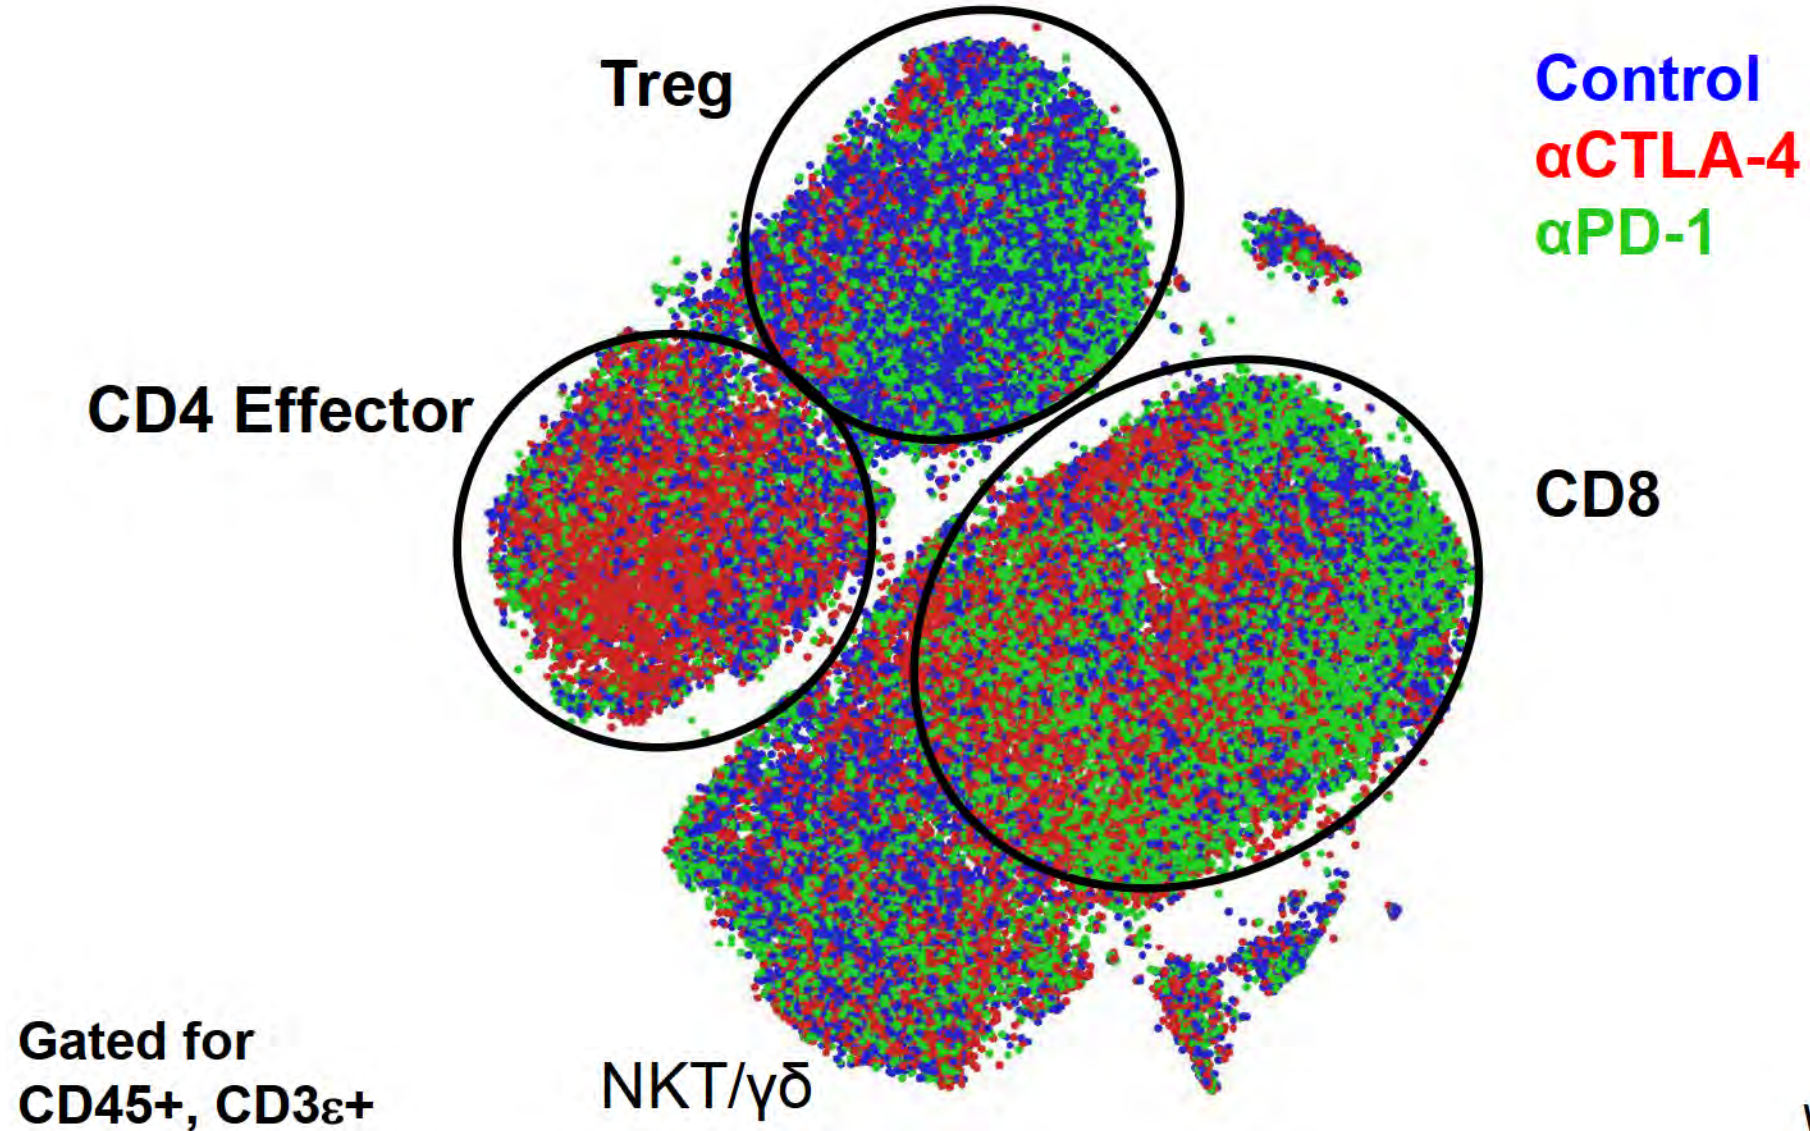 Treg
Control
αCTLA-4
αPD-1
CD4 Effector
CD8
Gated for
CD45+, CD3ε+
NKT/γδ